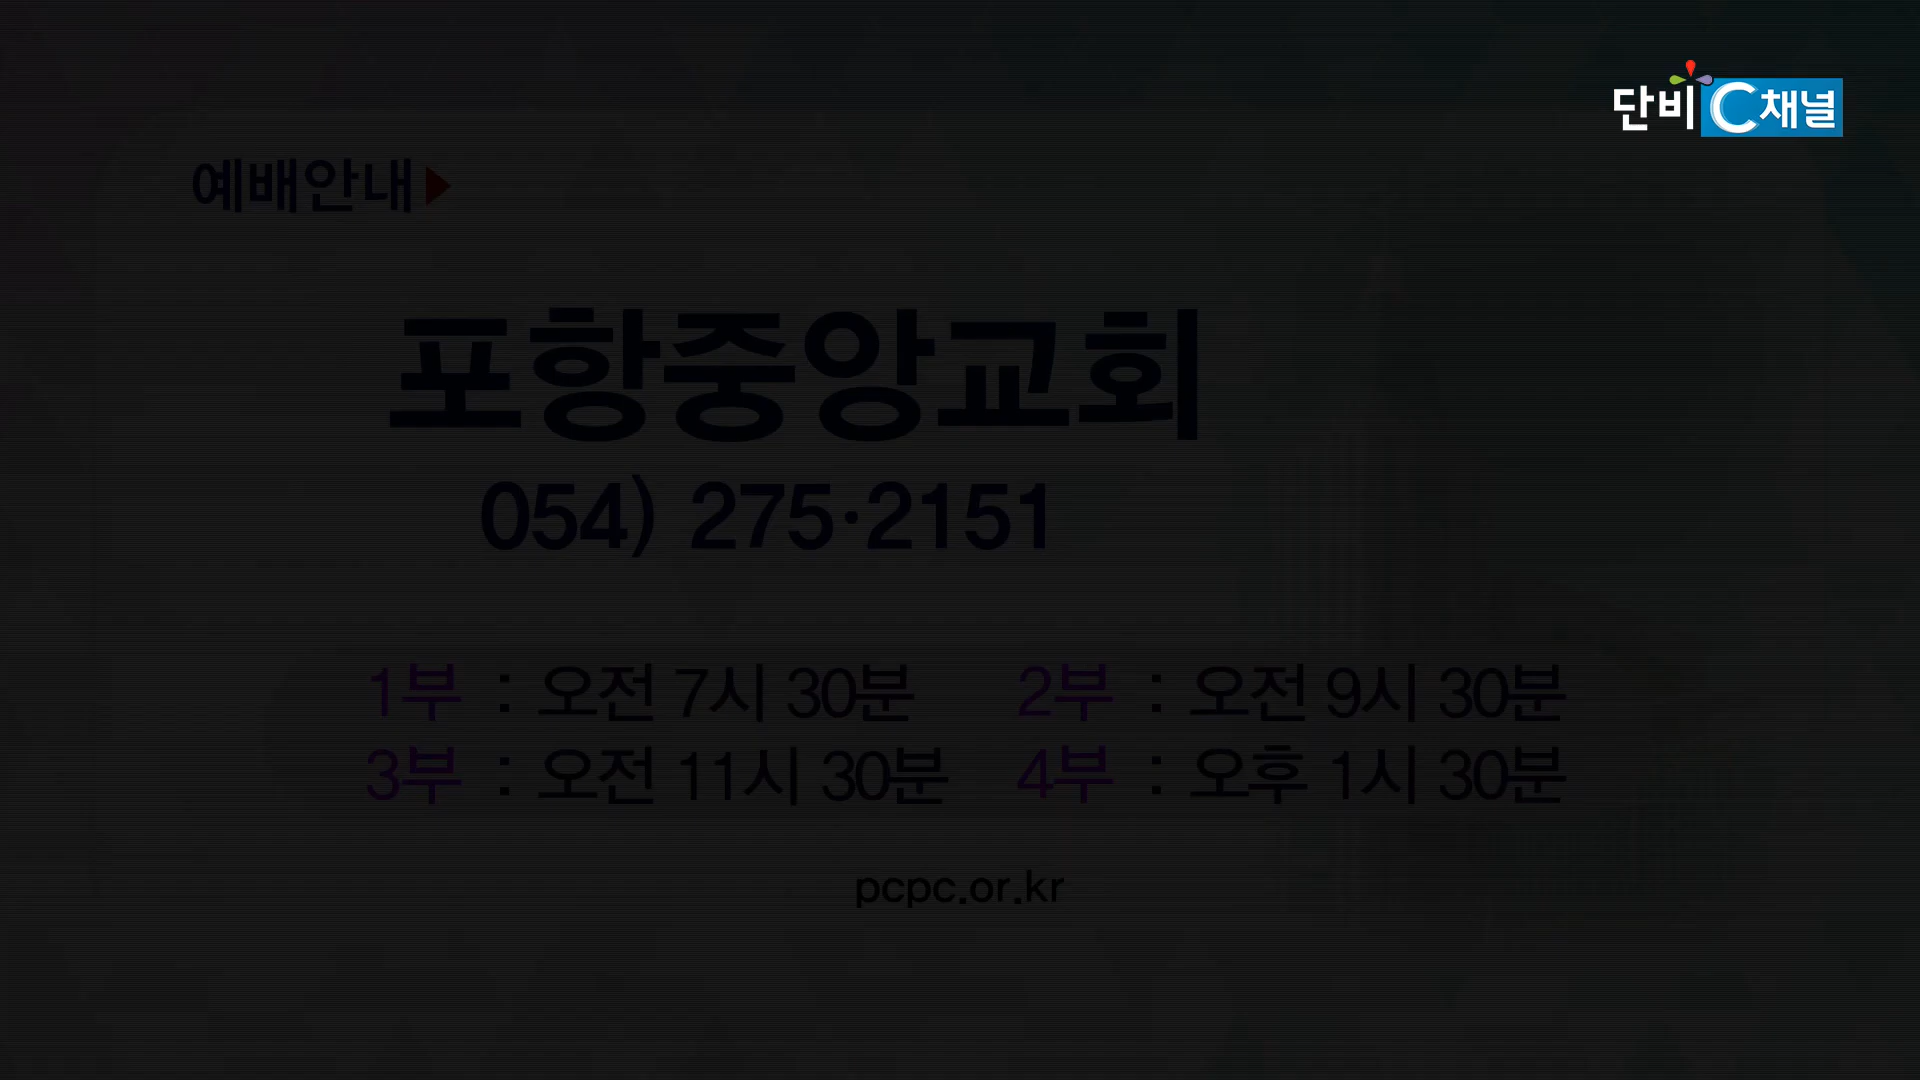 단비 C채널
예배안내
포항중앙교회
054) 275·2151
1부 : 오전 7시 30분 2부 : 오전 9시 30분
3부 : 오전 11시 30분 4부 : 오후 1시 30분
pcpc.or.kr